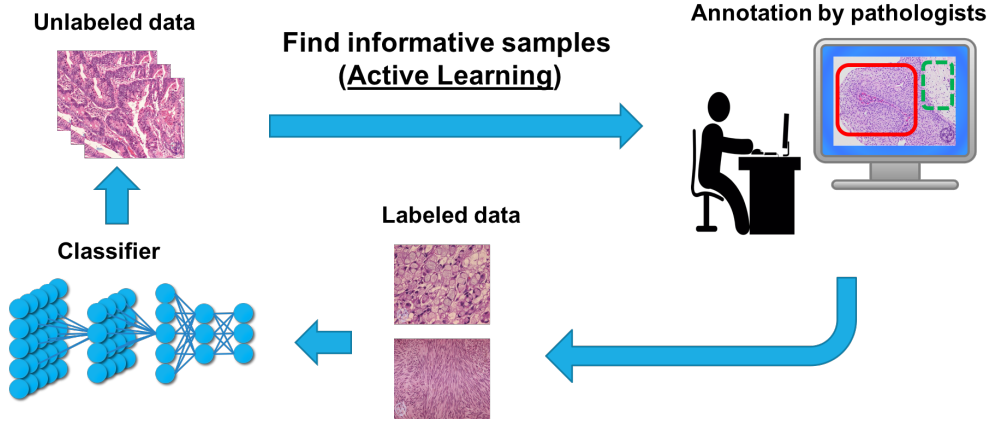 Unlabeled data
Find informative samples
(Active Learning)
Annotation by pathologists
Labeled data
Classifier